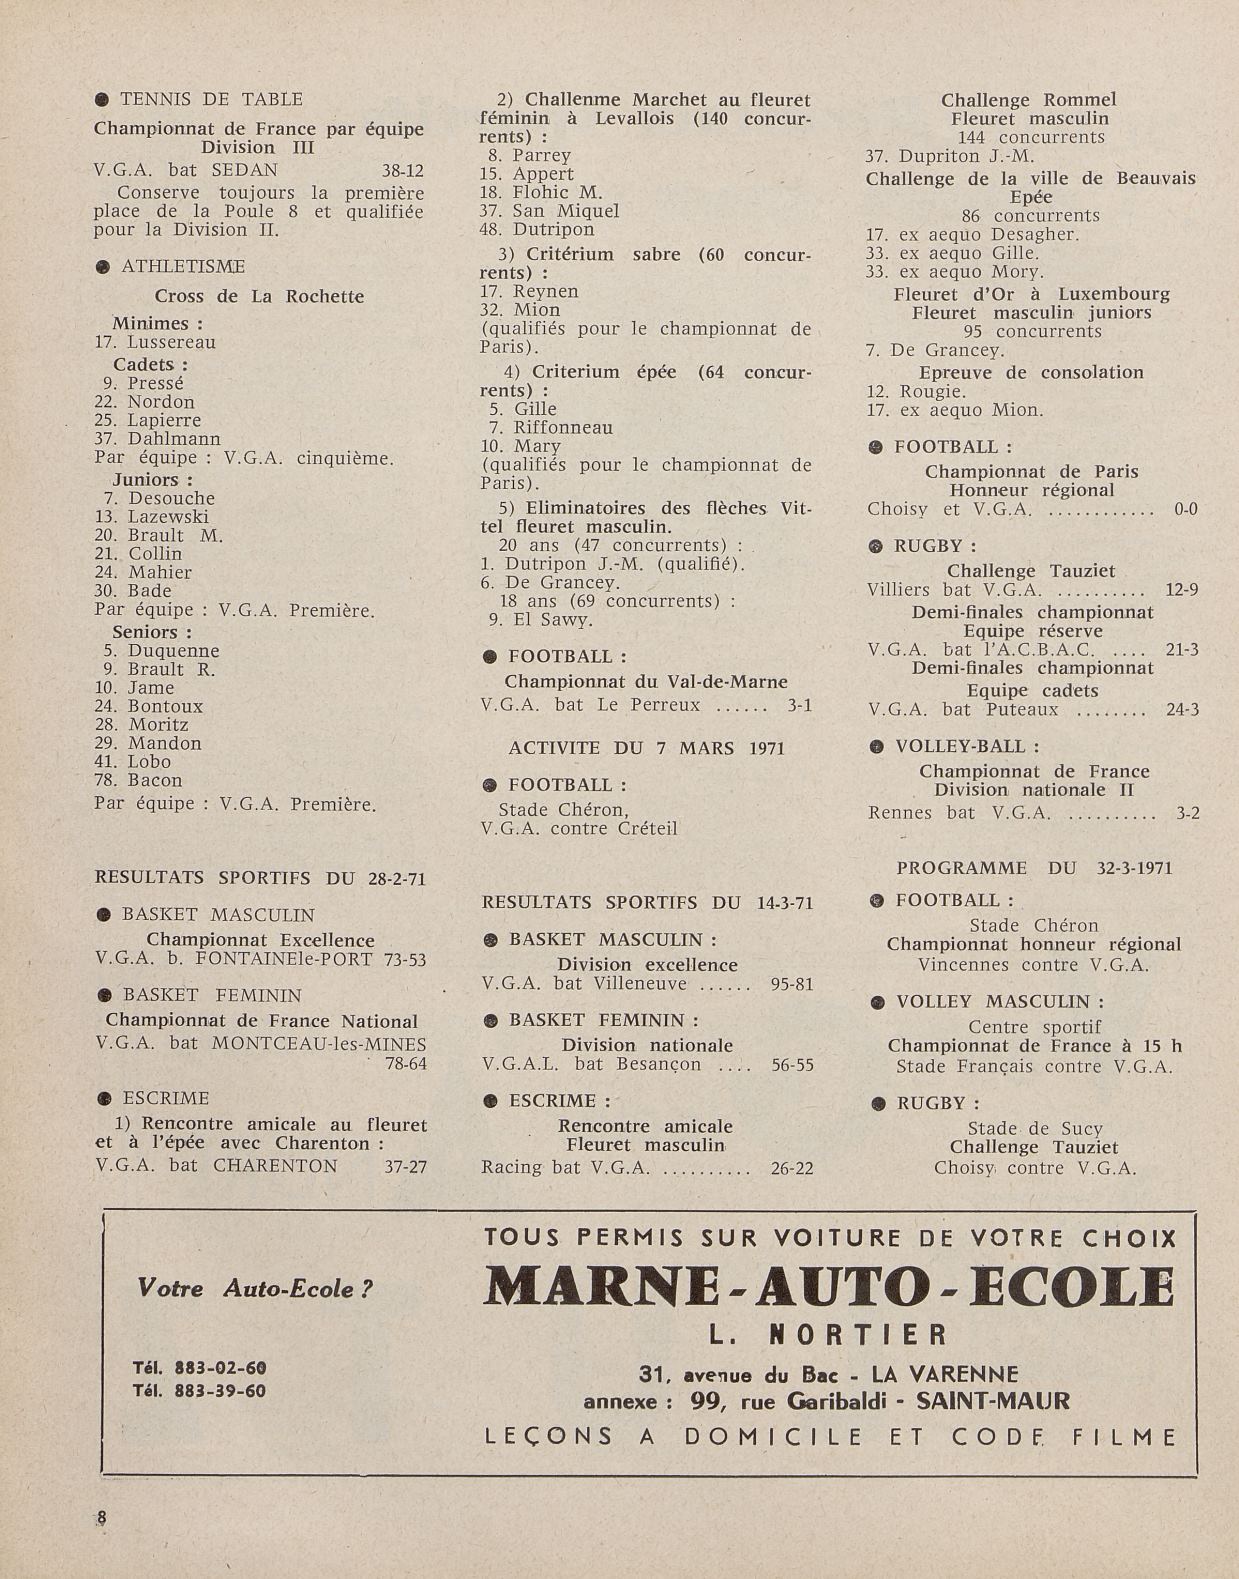 ● TENNIS DE TABLE
Championnat de France par équipe
Division III
V.G.A. bat SEDAN 38-12
Conserve toujours la première
place de la Poule 8 et qualifiée
pour la Division II.
● ATHLETISME
Cross de La Rochette
Minimes :
17. Lussereau
Cadets :
9. Pressé
22. Nordon
25. Lapierre
37. Dahlmann
Par équipe : V.G.A. cinquième.
Juniors :
7. Desouche
13. Lazewski
20. Brault M.
21. Collin
24. Mahier
30. Bade
Par équipe : V.G.A. Première.
Seniors :
5. Duquenne
9. Brault R.
10. Jame
24. Bontoux
28. Moritz
29. Mandon
41. Lobo
78. Bacon
Par équipe : V.G.A. Première.
RESULTATS SPORTIFS DU 28-2-71
● BASKET MASCULIN
Championnat Excellence
V.G.A. b. FONTAINEle-PORT 73-53
● BASKET FEMININ
Championnat de France National
V.G.A. bat MONTCEAU-les-MINES
78-64
● ESCRIME
1) Rencontre amicale au fleuret
et à l'épée avec Charenton :
V.G.A. bat CHARENTON 37-27
2) Challenme Marchet au fleuret
féminin à Levallois (140 concur-
rents) :
8. Parrey
15. Appert
18. Flohic M.
37. San Miquel
48. Dutripon
3) Critérium sabre (60 concur-
rents) :
17. Reynen
32. Mion
(qualifiés pour le championnat de
Paris).
4) Criterium épée (64 concur-
rents) :
5. Gille
7. Riffonneau
10. Mary
(qualifiés pour le championnat de
Paris).
5) Eliminatoires des flèches Vit-
tel fleuret masculin.
20 ans (47 concurrents) :
1. Dutripon J.-M. (qualifié).
6. De Grancey.
18 ans (69 concurrents) :
9. El Sawy.
● FOOTBALL :
Championnat du Val-de-Marne
V.G.A. bat Le Perreux ...... 3-1
ACTIVITE DU 7 MARS 1971
● FOOTBALL :
Stade Chéron,
V.G.A. contre Créteil
RESULTATS SPORTIFS DU 14-3-71
● BASKET MASCULIN :
Division excellence
V.G.A. bat Villeneuve ...... 95-81
● BASKET FEMININ :
Division nationale
V.G.A.L. bat Besançon .... 56-55
● ESCRIME :
Rencontre amicale
Fleuret masculin
Racing bat V.G.A. .......... 26-22
Challenge Rommel
Fleuret masculin
144 concurrents
37. Dupriton J.-M.
Challenge de la ville de Beauvais
Epée
86 concurrents
17. ex aequo Desagher.
33. ex aequo Gille.
33. ex aequo Mory.
Fleuret d'Or à Luxembourg
Fleuret masculin juniors
95 concurrents
7. De Grancey.
Epreuve de consolation
12. Rougie.
17. ex aequo Mion.
● FOOTBALL :
Championnat de Paris
Honneur régional
Choisy et V.G.A. ............ 0-0
● RUGBY :
Challenge Tauziet
Villiers bat V.G.A. .......... 12-9
Demi-finales championnat
Equipe réserve
V.G.A. bat l'A.C.B.A.C. .... 21-3
Demi-finales championnat
Equipe cadets
V.G.A. bat Puteaux ........ 24-3
● VOLLEY-BALL :
Championnat de France
Division nationale II
Rennes bat V.G.A. .......... 3-2
PROGRAMME DU 32-3-1971
● FOOTBALL :
Stade Chéron
Championnat honneur régional
Vincennes contre V.G.A.
● VOLLEY MASCULIN :
Centre sportif
Championnat de France à 15 h
Stade Français contre V.G.A.
● RUGBY :
Stade de Sucy
Challenge Tauziet
Choisy contre V.G.A.
Votre Auto-Ecole ?
Tél. 883-02-60
Tél. 883-39-60
TOUS PERMIS SUR VOITURE DE VOTRE CHOIX
MARNE-AUTO-ECOLE
L. NORTIER
31, avenue du Bac - LA VARENNE
annexe : 99, rue Garibaldi - SAINT-MAUR
LEÇONS A DOMICILE ET CODE FILME
8